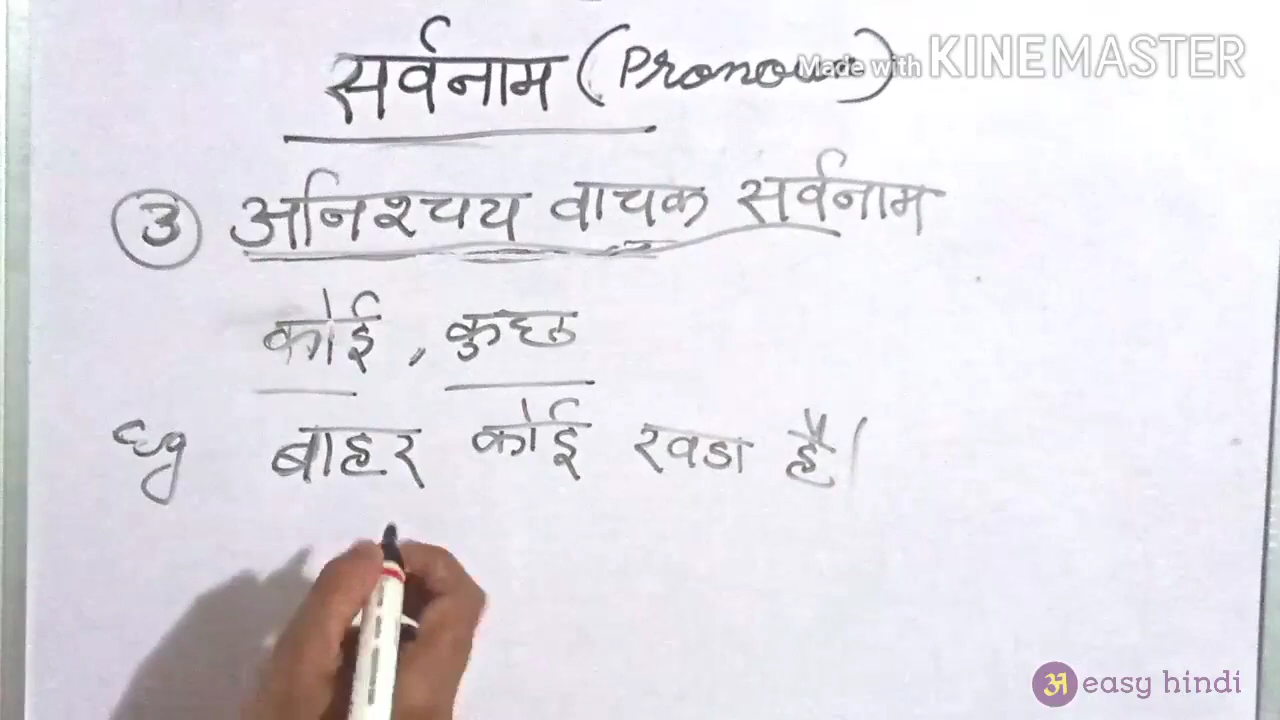 सर्वनाम (Pronoun)
Made with KINEMASTER
3 अनिश्चय वाचक सर्वनाम
कोई, कुछ
Eg बाहर कोई खडा है।
अ easy hindi